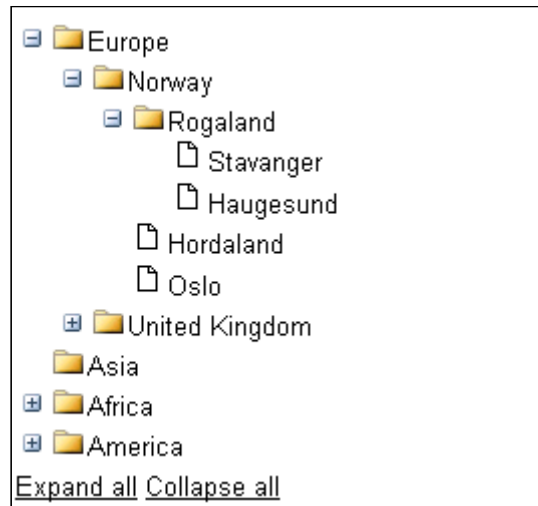 Europe
Norway
Rogaland
Stavanger
Haugesund
Hordaland
Oslo
United Kingdom
Asia
Africa
America
Expand all Collapse all